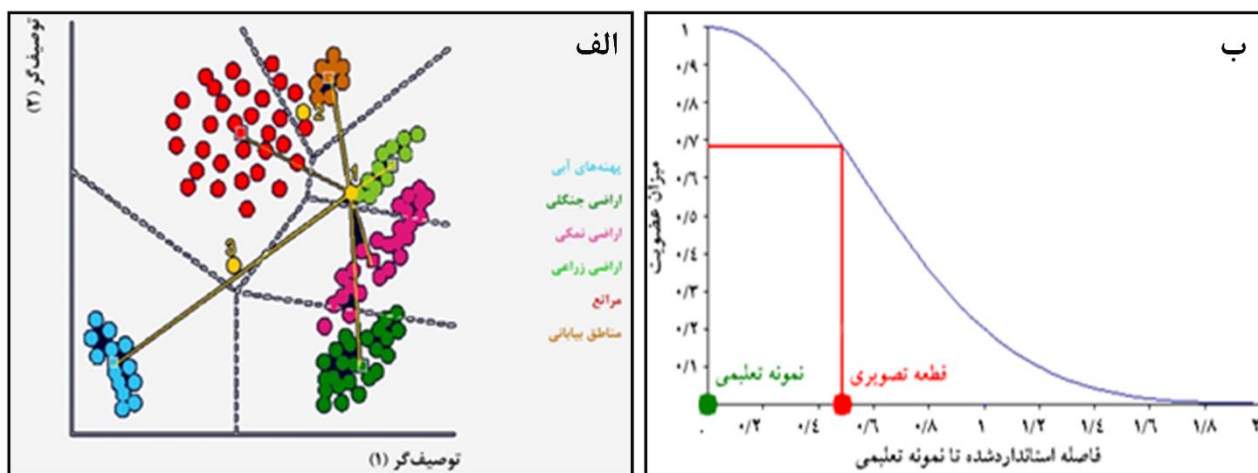 الف
توصیف‌گر (۲)
۱
۲
۳
پهنه‌های آبی
اراضی جنگلی
اراضی نمکی
اراضی زراعی
مراتع
مناطق بیابانی
توصیف‌گر (۱)
ب
میزان عضویت
۱
۰/۹
۰/۸
۰/۷
۰/۶
۰/۵
۰/۴
۰/۳
۰/۲
۰/۱
نمونه تعلیمی
قطعه تصویری
۰ ۰/۲ ۰/۴ ۰/۶ ۰/۸ ۱ ۱/۲ ۱/۴ ۱/۶ ۱/۸ ۲
فاصله استانداردشده تا نمونه تعلیمی